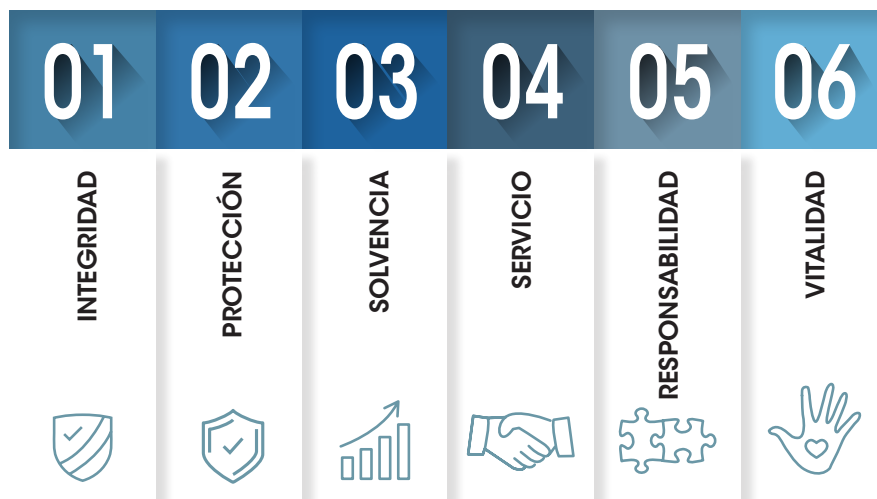 01
INTEGRIDAD
02
PROTECCIÓN
03
SOLVENCIA
04
SERVICIO
05
RESPONSABILIDAD
06
VITALIDAD